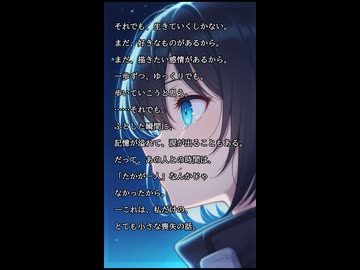 それでも、生きていくしかない。
まだ、好きなものがあるから。
まだ、描きたい感情があるから。
一歩ずつ、ゆっくりでも。
歩いていこうと思う。
……それでも、
ふとした瞬間に、
記憶が溢れて、涙が出ることもある。
だって、あの人との時間は、
「たかが一人」なんかじゃ
なかったから。
―これは、私だけの、
とても小さな喪失の話。